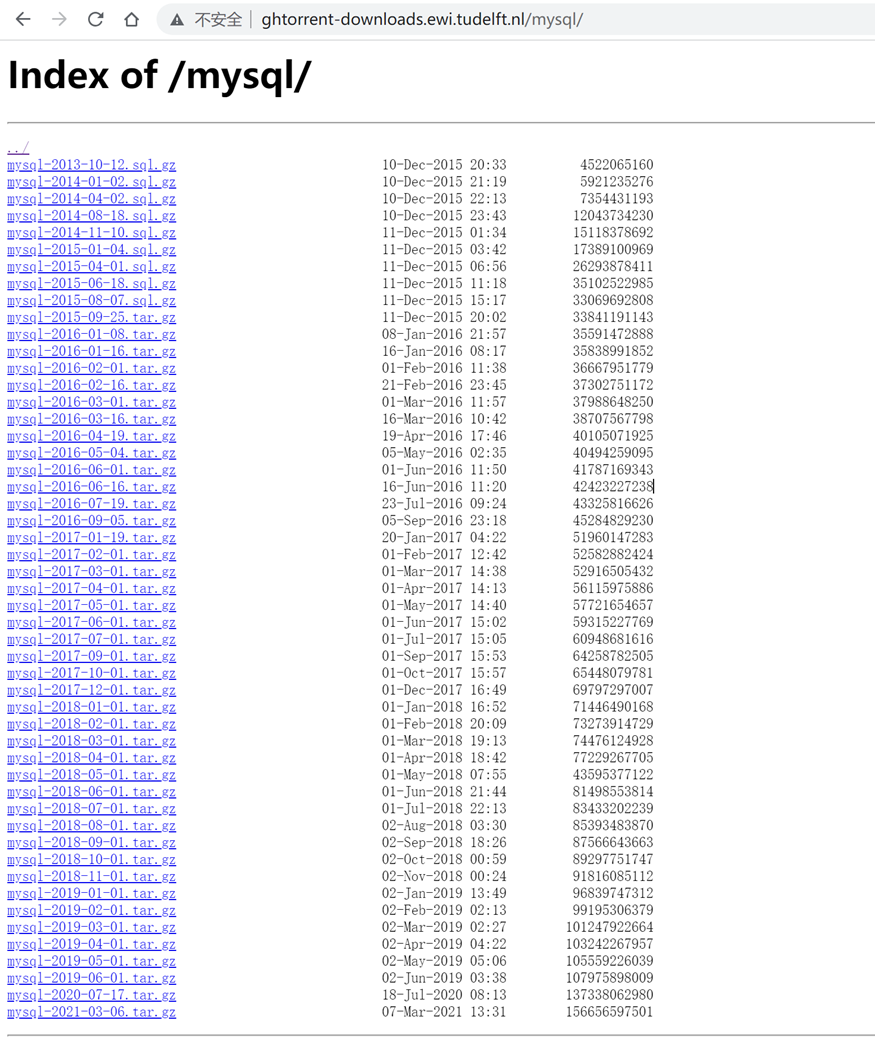 不安全 ghtorrent-downloads.ewi.tudelft.nl/mysql/
Index of /mysql/
../
mysql-2013-10-12.sql.gz 10-Dec-2015 20:33 4522065160
mysql-2014-01-02.sql.gz 10-Dec-2015 21:19 5921235276
mysql-2014-04-02.sql.gz 10-Dec-2015 22:13 7354431193
mysql-2014-08-18.sql.gz 10-Dec-2015 23:43 12043734230
mysql-2014-11-10.sql.gz 11-Dec-2015 01:34 15118378692
mysql-2015-01-04.sql.gz 11-Dec-2015 03:42 17389100969
mysql-2015-04-01.sql.gz 11-Dec-2015 06:56 26293878411
mysql-2015-06-18.sql.gz 11-Dec-2015 11:18 35102522985
mysql-2015-08-07.sql.gz 11-Dec-2015 15:17 33069692808
mysql-2015-09-25.tar.gz 11-Dec-2015 20:02 33841191143
mysql-2016-01-08.tar.gz 08-Jan-2016 21:57 35591472888
mysql-2016-01-16.tar.gz 16-Jan-2016 08:17 35838991852
mysql-2016-02-01.tar.gz 01-Feb-2016 11:38 36667951779
mysql-2016-02-16.tar.gz 21-Feb-2016 23:45 37302751172
mysql-2016-03-01.tar.gz 01-Mar-2016 11:57 37988648250
mysql-2016-03-16.tar.gz 16-Mar-2016 10:42 38707567798
mysql-2016-04-19.tar.gz 19-Apr-2016 17:46 40105071925
mysql-2016-05-04.tar.gz 05-May-2016 02:35 40494259095
mysql-2016-06-01.tar.gz 01-Jun-2016 11:50 41787169343
mysql-2016-06-16.tar.gz 16-Jun-2016 11:20 42423227238
mysql-2016-07-19.tar.gz 23-Jul-2016 09:24 43325816626
mysql-2016-09-05.tar.gz 05-Sep-2016 23:18 45284829230
mysql-2017-01-19.tar.gz 20-Jan-2017 04:22 51960147283
mysql-2017-02-01.tar.gz 01-Feb-2017 12:42 52582882424
mysql-2017-03-01.tar.gz 01-Mar-2017 14:38 52916505432
mysql-2017-04-01.tar.gz 01-Apr-2017 14:13 56115975886
mysql-2017-05-01.tar.gz 01-May-2017 14:40 57721654657
mysql-2017-06-01.tar.gz 01-Jun-2017 15:02 59315227769
mysql-2017-07-01.tar.gz 01-Jul-2017 15:05 60948681616
mysql-2017-09-01.tar.gz 01-Sep-2017 15:53 64258782505
mysql-2017-10-01.tar.gz 01-Oct-2017 15:57 65448079781
mysql-2017-12-01.tar.gz 01-Dec-2017 16:49 69797297007
mysql-2018-01-01.tar.gz 01-Jan-2018 16:52 71446490168
mysql-2018-02-01.tar.gz 01-Feb-2018 20:09 73273914729
mysql-2018-03-01.tar.gz 01-Mar-2018 19:13 74476124928
mysql-2018-04-01.tar.gz 01-Apr-2018 18:42 77229267705
mysql-2018-05-01.tar.gz 01-May-2018 07:55 43595377122
mysql-2018-06-01.tar.gz 01-Jun-2018 21:44 81498553814
mysql-2018-07-01.tar.gz 01-Jul-2018 22:13 83433202239
mysql-2018-08-01.tar.gz 02-Aug-2018 03:30 85393483870
mysql-2018-09-01.tar.gz 02-Sep-2018 18:26 87566643663
mysql-2018-10-01.tar.gz 02-Oct-2018 00:59 89297751747
mysql-2018-11-01.tar.gz 02-Nov-2018 00:24 91816085112
mysql-2019-01-01.tar.gz 02-Jan-2019 13:49 96839747312
mysql-2019-02-01.tar.gz 02-Feb-2019 02:13 99195306379
mysql-2019-03-01.tar.gz 02-Mar-2019 02:27 101247922664
mysql-2019-04-01.tar.gz 02-Apr-2019 04:22 103242267957
mysql-2019-05-01.tar.gz 02-May-2019 05:06 105559226039
mysql-2019-06-01.tar.gz 02-Jun-2019 03:38 107975898009
mysql-2020-07-17.tar.gz 18-Jul-2020 08:13 137338062980
mysql-2021-03-06.tar.gz 07-Mar-2021 13:31 156656597501